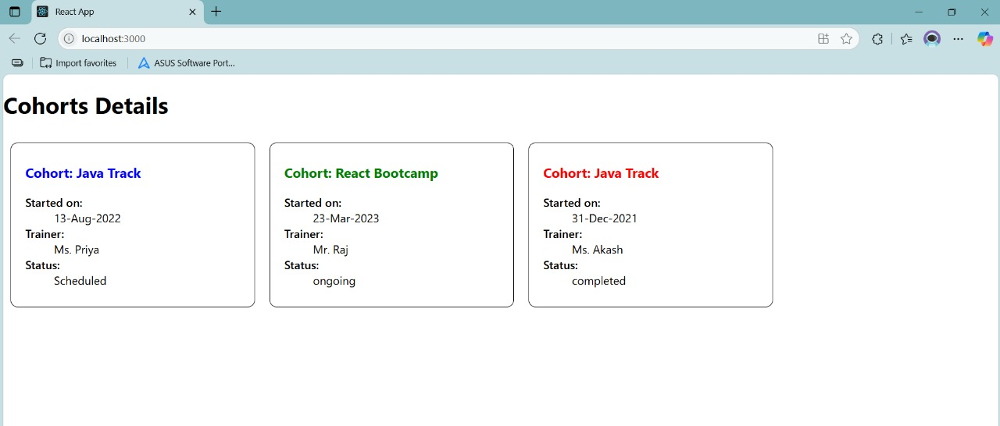 React App
localhost:3000
Import favorites
ASUS Software Port...
Cohorts Details
Cohort: Java Track
Started on:
13-Aug-2022
Trainer:
Ms. Priya
Status:
Scheduled
Cohort: React Bootcamp
Started on:
23-Mar-2023
Trainer:
Mr. Raj
Status:
ongoing
Cohort: Java Track
Started on:
31-Dec-2021
Trainer:
Ms. Akash
Status:
completed